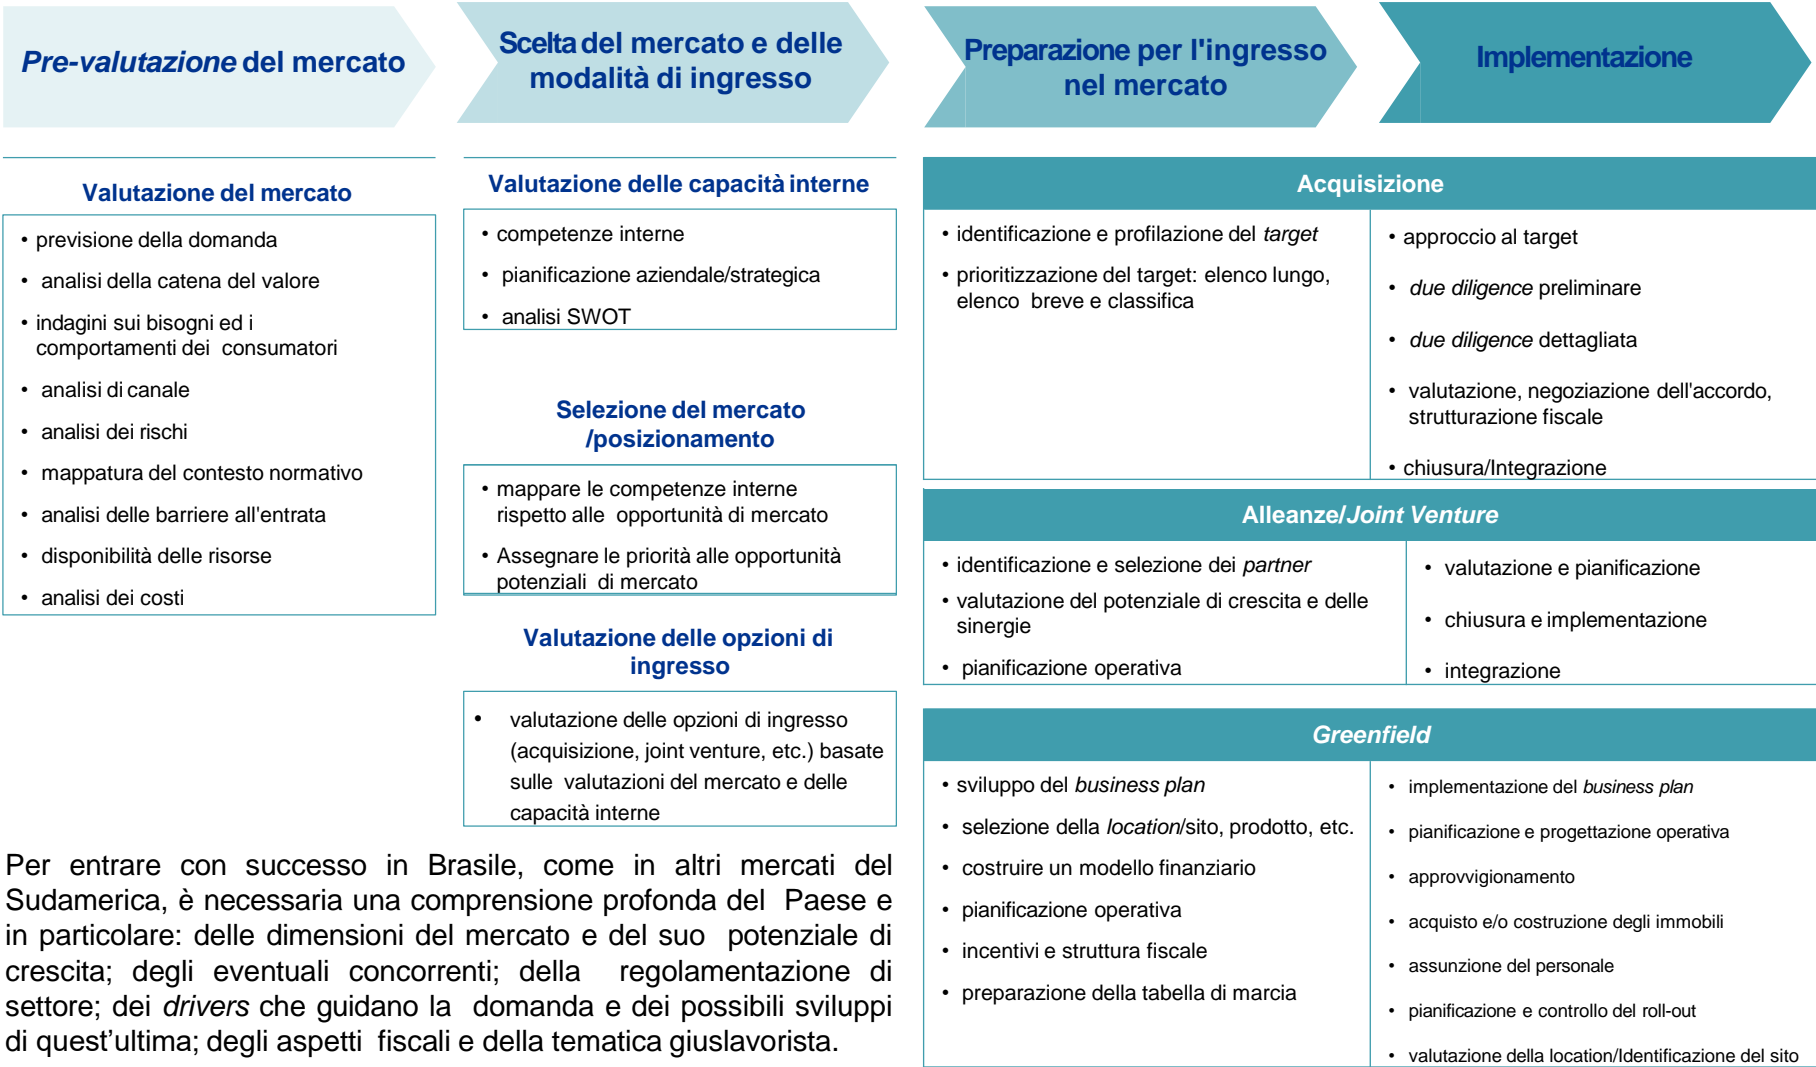 Pre-valutazione del mercato
Scelta del mercato e delle
modalità di ingresso
Preparazione per l'ingresso
nel mercato
Implementazione
Valutazione del mercato
• previsione della domanda
• analisi della catena del valore
• indagini sui bisogni ed i
comportamenti dei consumatori
• analisi di canale
• analisi dei rischi
• mappatura del contesto normativo
• analisi delle barriere all'entrata
• disponibilità delle risorse
• analisi dei costi
Valutazione delle capacità interne
• competenze interne
• pianificazione aziendale/strategica
• analisi SWOT
Selezione del mercato
/posizionamento
• mappare le competenze interne
rispetto alle opportunità di mercato
• Assegnare le priorità alle opportunità
potenziali di mercato
Valutazione delle opzioni di
ingresso
• valutazione delle opzioni di ingresso
(acquisizione, joint venture, etc.) basate
sulle valutazioni del mercato e delle
capacità interne
Per entrare con successo in Brasile, come in altri mercati del
Sudamerica, è necessaria una comprensione profonda del Paese e
in particolare: delle dimensioni del mercato e del suo potenziale di
crescita; degli eventuali concorrenti; della regolamentazione di
settore; dei drivers che guidano la domanda e dei possibili sviluppi
di quest’ultima; degli aspetti fiscali e della tematica giuslavorista.
Acquisizione
• identificazione e profilazione del target
• prioritizzazione del target: elenco lungo,
elenco breve e classifica
• approccio al target
• due diligence preliminare
• due diligence dettagliata
• valutazione, negoziazione dell'accordo,
strutturazione fiscale
• chiusura/Integrazione
Alleanze/Joint Venture
• identificazione e selezione dei partner
• valutazione del potenziale di crescita e delle
sinergie
• pianificazione operativa
• valutazione e pianificazione
• chiusura e implementazione
• integrazione
Greenfield
• sviluppo del business plan
• selezione della location/sito, prodotto, etc.
• costruire un modello finanziario
• pianificazione operativa
• incentivi e struttura fiscale
• preparazione della tabella di marcia
• implementazione del business plan
• pianificazione e progettazione operativa
• approvvigionamento
• acquisto e/o costruzione degli immobili
• assunzione del personale
• pianificazione e controllo del roll-out
• valutazione della location/Identificazione del sito